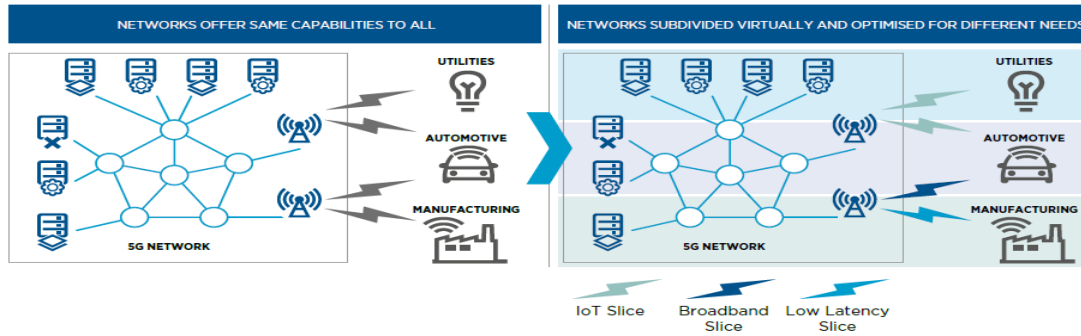 NETWORKS OFFER SAME CAPABILITIES TO ALL
UTILITIES
AUTOMOTIVE
MANUFACTURING
5G NETWORK
NETWORKS SUBDIVIDED VIRTUALLY AND OPTIMISED FOR DIFFERENT NEEDS
UTILITIES
AUTOMOTIVE
MANUFACTURING
5G NETWORK
IoT Slice
Broadband
Slice
Low Latency
Slice